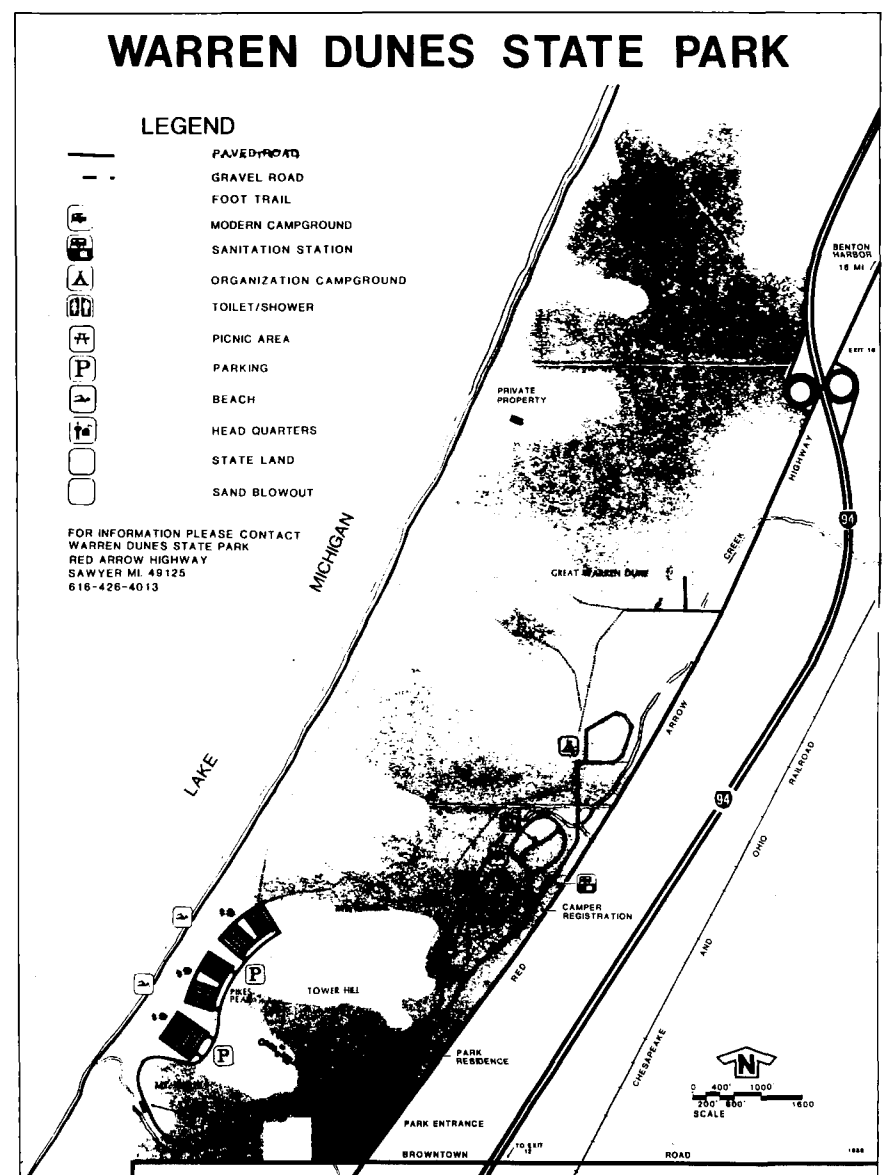 WARREN DUNES STATE PARK
LEGEND
PAVED ROAD
GRAVEL ROAD
FOOT TRAIL
MODERN CAMPGROUND
SANITATION STATION
ORGANIZATION CAMPGROUND
TOILET/SHOWER
PICNIC AREA
P
PARKING
BEACH
HEAD QUARTERS
STATE LAND
SAND BLOWOUT
FOR INFORMATION PLEASE CONTACT
WARREN DUNES STATE PARK
RED ARROW HIGHWAY
SAWYER MI. 49125
616-426-4013
BENTON
HARBOR
16 MI
EXIT 16
PRIVATE
PROPERTY
HIGHWAY
94
CREEK
GREAT WARREN DUNE
MICHIGAN
LAKE
ARROW
RAILROAD
94
OHIO
CAMPER
REGISTRATION
AND
RED
P
PIKES
PEAK
TOWER HILL
P
PARK
RESIDENCE
CHESAPEAKE
N
0 400' 1000'
200' 600' 1600
SCALE
PARK ENTRANCE
BROWNTOWN
TO EXIT
12
ROAD